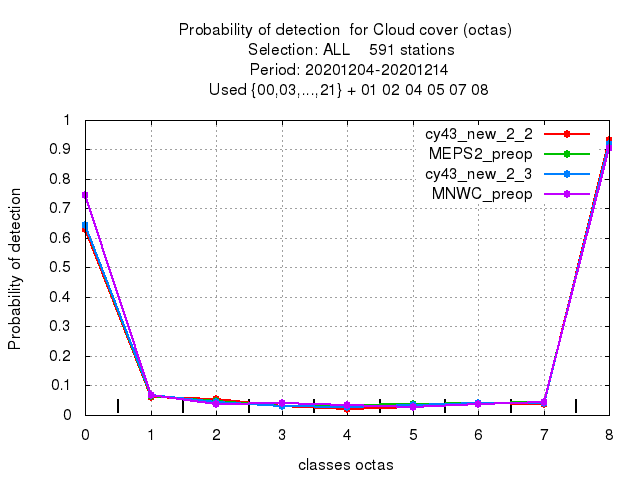 Probability of detection  for Cloud cover (octas)
Selection: ALL    591 stations
Period: 20201204-20201214
Used {00,03,...,21} + 01 02 04 05 07 08
1
0.9
0.8
0.7
0.6
0.5
0.4
0.3
0.2
0.1
0
Probability of detection
cy43_new_2_2
MEPS2_preop
cy43_new_2_3
MNWC_preop
0 1 2 3 4 5 6 7 8
classes octas